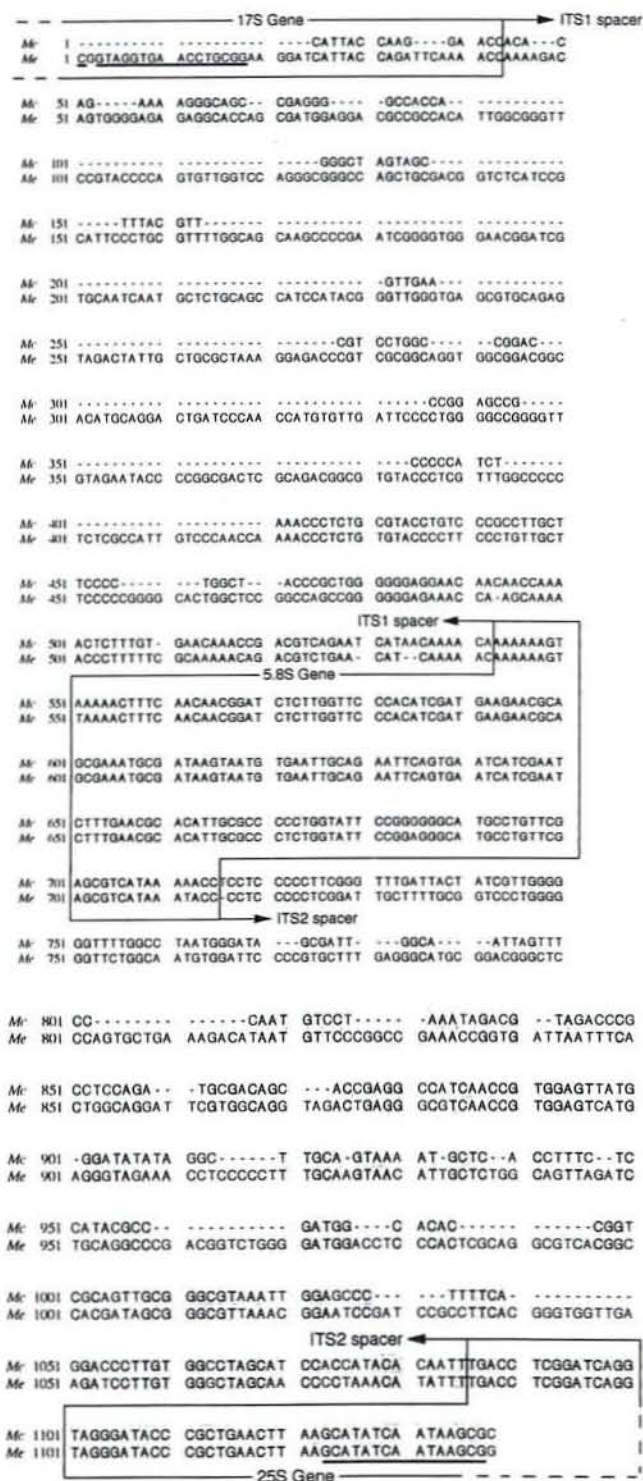 17S Gene ITS1 spacer
Mc 1 ---------- ---------- -----CATTAC CAAG----GA ACCACA---C
Me 1 CGGTAGGTGA ACCTGCGGAA GGATCATTAC CAGATTCAAA ACCAAAAGAC
Mc 51 AG-----AAA AGGGCAGC-- CGAGGG---- -GCCACCA-- ----------
Me 51 AGTGGGGAGA GAGGCACCAG CGATGGAGGA CGCCGCCACA TTGGCGGGTT
Mc 101 ---------- ---------- -----GGGCT AGTAGC---- ----------
Me 101 CCGTACCCCA GTGTTGGTCC AGGGCGGGCC AGCTGCGACG GTCTCATCCG
Mc 151 -----TTTAC GTT------- ---------- ---------- ----------
Me 151 CATTCCCTGC GTTTTGGCAG CAAGCCCCGA ATCGGGGTGG GAACGGATCG
Mc 201 ---------- ---------- ---------- -GTTGAA--- ----------
Me 201 TGCAATCAAT GCTCTGCAGC CATCCATACG GGTTGGGTGA GCGTGCAGAG
Mc 251 ---------- ---------- -------CGT CCTGGC---- --CGGAC---
Me 251 TAGACTATTG CTGCGCTAAA GGAGACCCGT CGCGGCAGGT GGCGGACGGC
Mc 301 ---------- ---------- ---------- ------CCGG AGCCG-----
Me 301 ACATGCAGGA CTGATCCCAA CCATGTGTTG ATTCCCCTGG GGCCGGGGTT
Mc 351 ---------- ---------- ---------- ----CCCCCA TCT-------
Me 351 GTAGAATACC CCGGCGACTC GCAGACGGCG TGTACCCTCG TTTGGCCCCC
Mc 401 ---------- ---------- AAACCCTCTG CGTACCTGTC CCGCCTTGCT
Me 401 TCTCGCCATT GTCCCAACCA AAACCCTCTG TGTACCCCTT CCCTGTTGCT
Mc 451 TCCCC----- --TGGCT--- ACCCGCTGG GGGGAGGAAC AACAACCAAA
Me 451 TCCCCCGGGG CACTGGCTCC GGCCAGCCGG GGGGAGAAAC CCA-AGCAAAA
ITS1 spacer
Mc 501 ACTCTTTGT- GAACAAACCG ACGTCAGAAT CATAACAAAA CAAAAAAAGT
Me 501 ACCCTTTTTC GCAAAAACAG ACGTCTGAA- CAT--CAAAA ACAAAAAAGT
5.8S Gene
Mc 551 AAAAACTTTC AACAACGGAT CTCTTGGTTC CCACATCGAT GAAGAACGCA
Me 551 TAAAACTTTC AACAACGGAT CTCTTGGTTC CCACATCGAT GAAGAACGCA
Mc 601 GCGAAATGCG ATAAGTAATG TGAATTGCAG AATTCAGTGA ATCATCGAAT
Me 601 GCGAAATGCG ATAAGTAATG TGAATTGCAG AATTCAGTGA ATCATCGAAT
Mc 651 CTTTGAACGC ACATTGCGCC CCCTGGTATT CCGGGGGGCA TGCCTGTTCG
Me 651 CTTTGAACGC ACATTGCGCC CTCTGGTATT CCGGAGGGCA TGCCTGTTCG
Mc 701 AGCGTCATAA AAACCTCCTC CCCCTTCGGG TTTGATTACT ATCGTTGGGG
Me 701 AGCGTCATAA ATACC-CCTC CCCCTCGGAT TGCTTTTGCG GTCCCTGGGG
ITS2 spacer
Mc 751 GGTTTTGGCC TAATGGGATA ---GCGATT- --GGCA---- -ATTAGTTT
Me 751 GGTTCTGGCA ATGTGGATTC CCCGTGCTTT GAGGGCATGC GGACGGGCTC
Mc 801 CC-------- -------CAAT GTCCT----- -AAATAGACG --TAGACCCG
Me 801 CCAGTGCTGA AAGACATAAT GTTCCCGGCC GAAACCGGTG ATTAATTTCA
Mc 851 CCTCCAGA-- -TGCGACAGC ---ACCGAGG CCATCAACCG TGGAGTTATG
Me 851 CTGGCAGGAT TCGTGGCAGG TAGACTGAGG GCGTCAACCG TGGAGTCATG
Mc 901 -GGATATATA GGC------T TGCA-GTAAA AT-GCTC--A CCTTTC--TC
Me 901 AGGGTAGAAA CCTCCCCCTT TGCAAGTAAC ATTGCTCTGG CAGTTAGATC
Mc 951 CATACGCC-- ---------- GATGG----C ACAC------ ------CGGT
Me 951 TGCAGGCCCG ACGGTCTGGG GATGGACCTC CCACTCGCAG GCGTCACGGC
Mc 1001 CGCAGTTGCG GGCGTAAATT GGAGCCC--- ----TTTTCA- ----------
Me 1001 CACGATAGCG GGCGTTAAAC GGAATCCGAT CCGCCTTCAC GGGTGGTTGA
ITS2 spacer
Mc 1051 GGACCCTTGT GGCCTAGCAT CCACCATACA CAATTTGACC TCGGATCAGG
Me 1051 AGATCCTTGT GGGCTAGCAA CCCCTAAACA TATTTTGACC TCGGATCAGG
Mc 1101 TAGGGATACC CGCTGAACTT AAGCATATCA ATAAGCGC
Me 1101 TAGGGATACC CGCTGAACTT AAGCATATCA ATAAGCGG
25S Gene